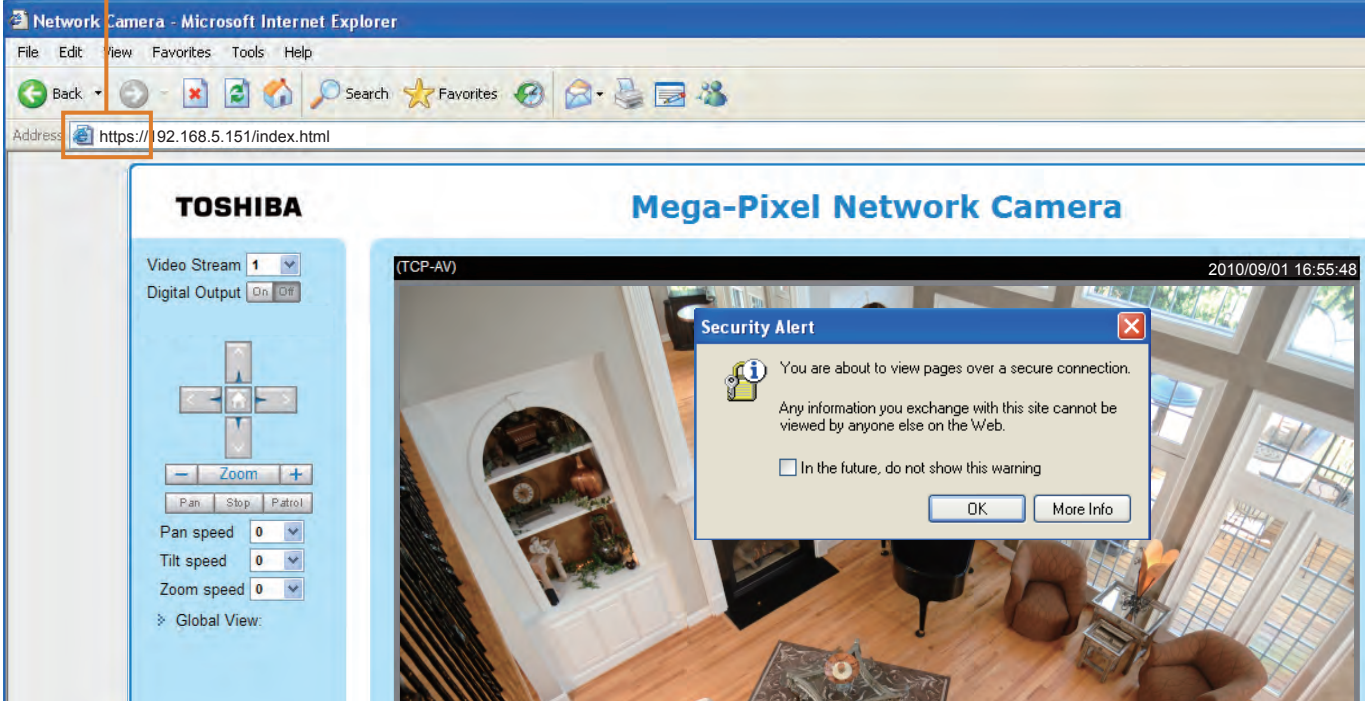 Network Camera - Microsoft Internet Explorer
File Edit View Favorites Tools Help
Back Search Favorites
Address https://192.168.5.151/index.html
TOSHIBA
Mega-Pixel Network Camera
Video Stream 1
Digital Output On Off
(TCP-AV) 2010/09/01 16:55:48
Security Alert
You are about to view pages over a secure connection.
Any information you exchange with this site cannot be
viewed by anyone else on the Web.
In the future, do not show this warning
OK More Info
− Zoom +
Pan Stop Patrol
Pan speed 0
Tilt speed 0
Zoom speed 0
Global View: